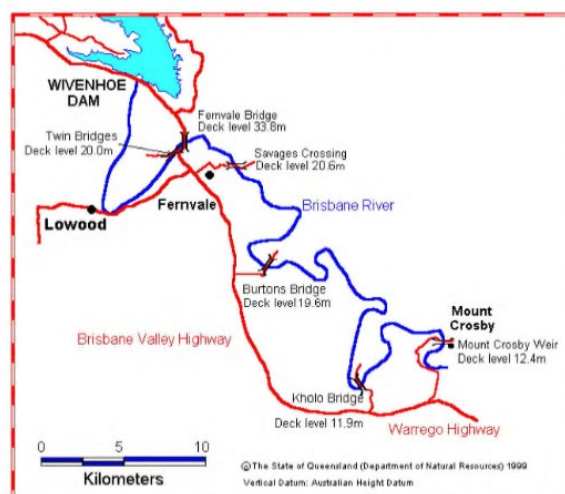 WIVENHOE
DAM
Fernvale Bridge
Deck level 33.8m
Twin Bridges
Deck level 20.0m
Savages Crossing
Deck level 20.6m
Fernvale
Lowood
Brisbane River
Burtons Bridge
Deck level 19.6m
Mount
Crosby
Mount Crosby Weir
Deck level 12.4m
Brisbane Valley Highway
Kholo Bridge
Deck level 11.9m
Warrego Highway
0 5 10
Kilometers
©The State of Queensland (Department of Natural Resources) 1999
Vertical Datum: Australian Height Datum